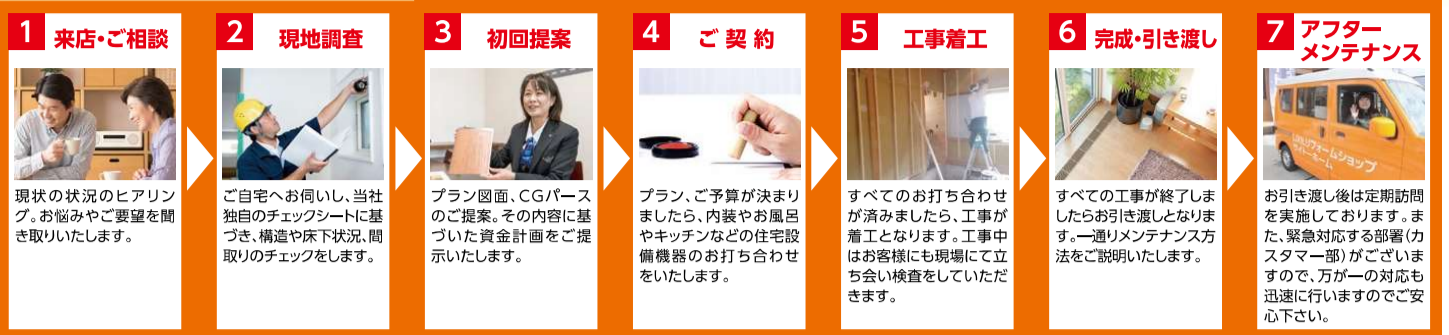 1 来店・ご相談
現状の状況のヒアリン
グ。お悩みやご要望を聞
き取りいたします。
2 現地調査
ご自宅へお伺いし、当社
独自のチェックシートに基
づき、構造や床下状況、間
取りのチェックをします。
3 初回提案
プラン図面、CGパース
のご提案。その内容に基
づいた資金計画をご提
示いたします。
4 ご契約
プラン、ご予算が決まり
ましたら、内装やお風呂
やキッチンなどの住宅設
備機器のお打ち合わせ
をいたします。
5 工事着工
すべてのお打ち合わせ
が済みましたら、工事が
着工となります。工事中
はお客様にも現場にて立
ち会い検査をしていただ
きます。
6 完成・引き渡し
すべての工事が終了しま
したらお引き渡しとなりま
す。一通りメンテナンス方
法をご説明いたします。
7 アフター
メンテナンス
LIXILリフォームショップ
お引き渡し後は定期訪問
を実施しております。ま
た、緊急対応する部署(カ
スタマー部)がございま
すので、万が一の対応も
迅速に行いますのでご安
心下さい。